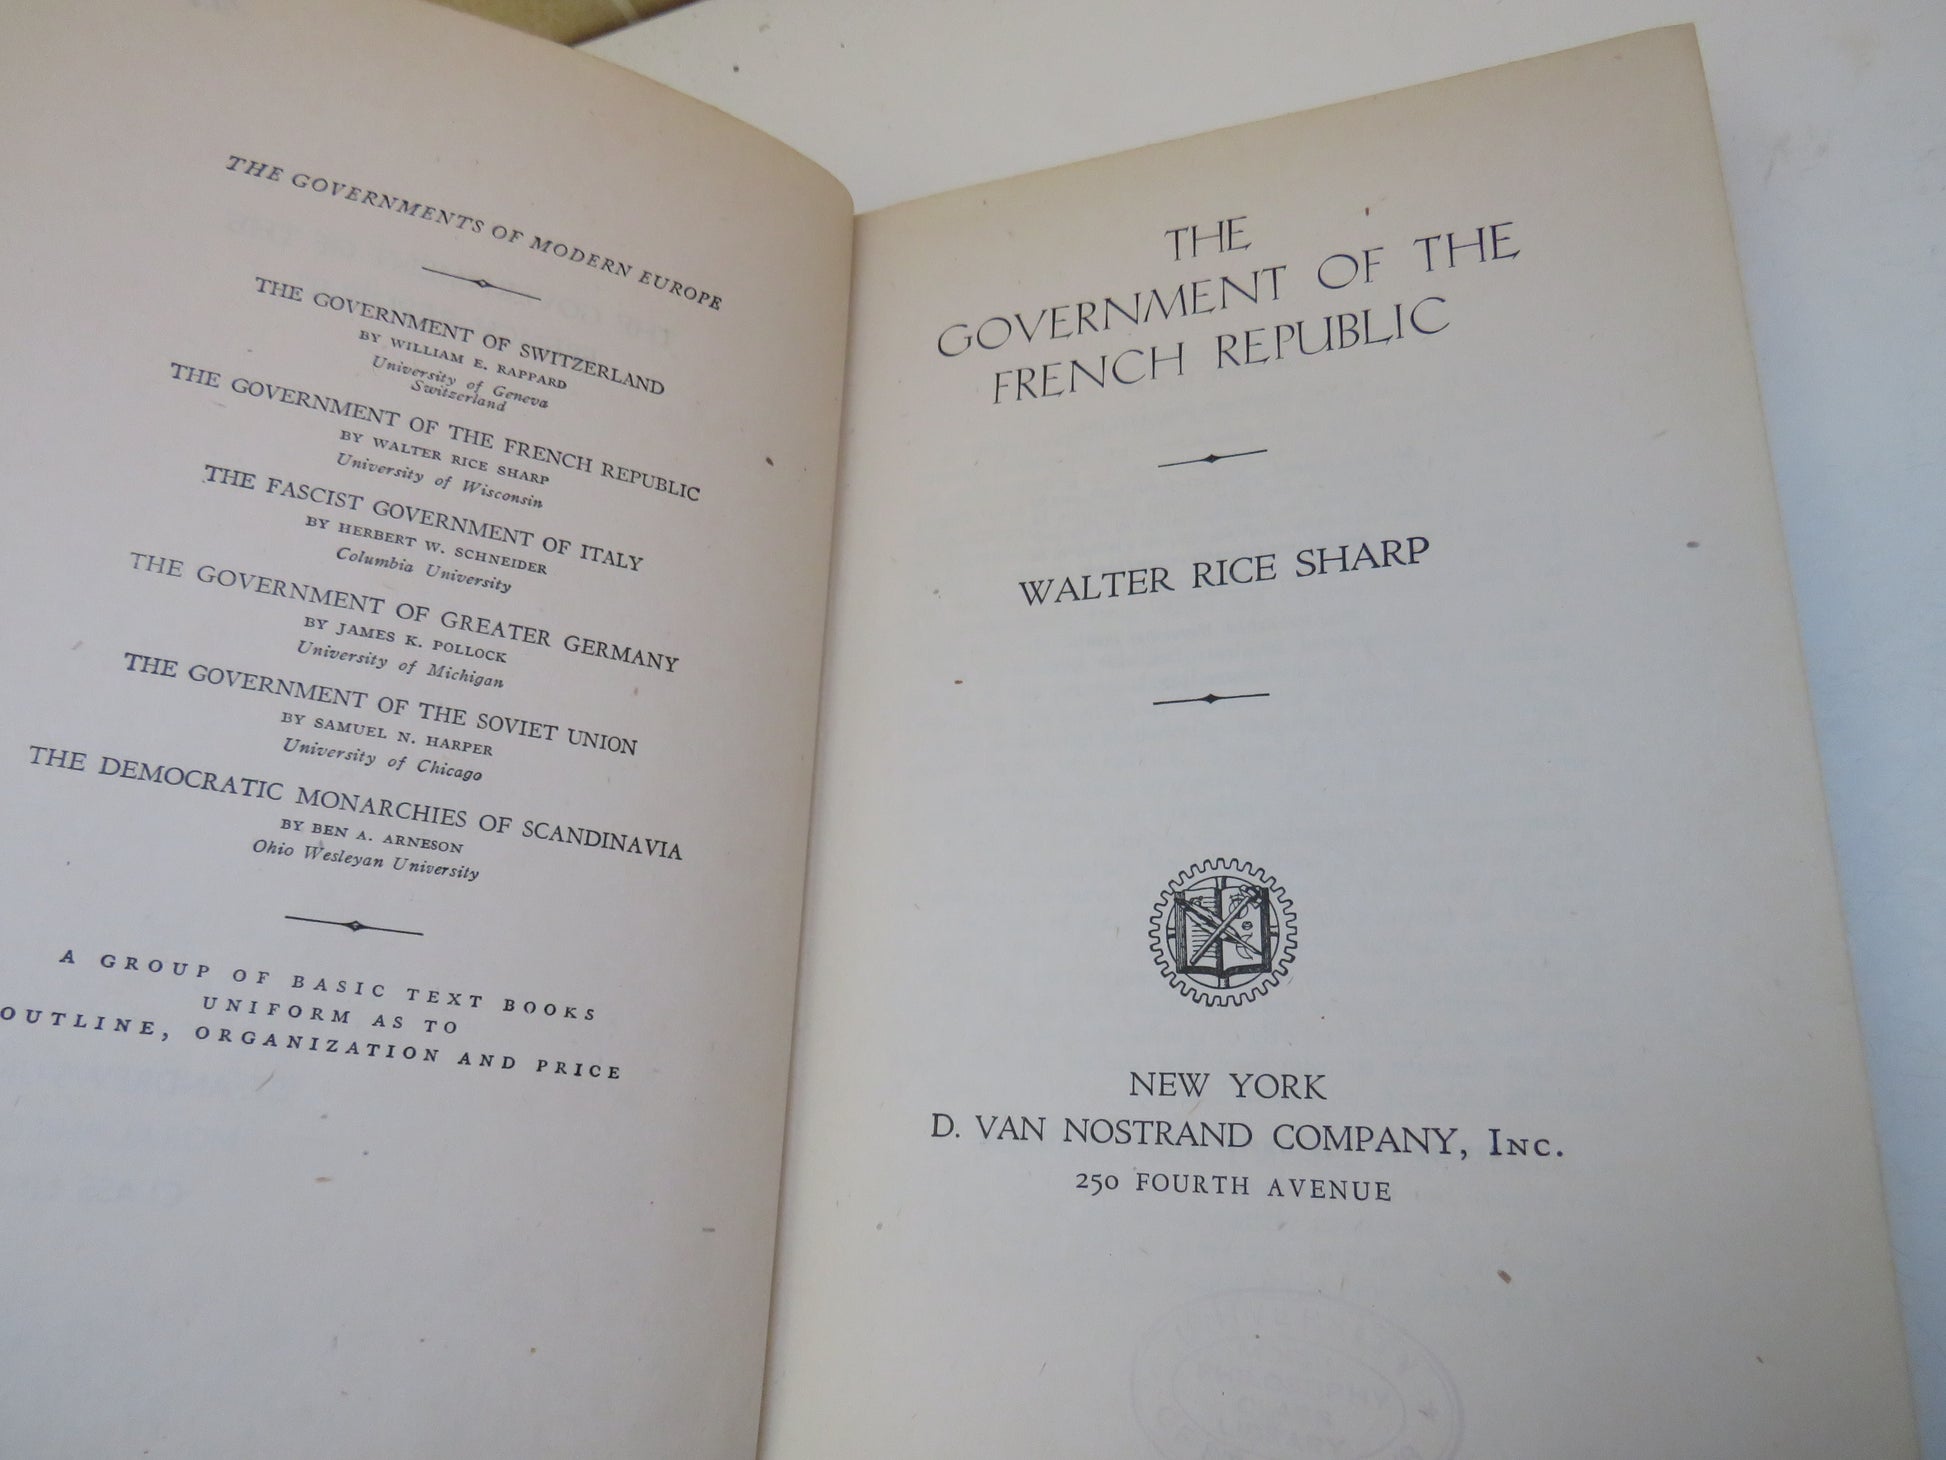 THE GOVERNMENTS OF MODERN EUROPE
THE GOVERNMENT OF SWITZERLAND
BY WILLIAM E. RAPPARD
University of Geneva
Switzerland
THE GOVERNMENT OF THE FRENCH REPUBLIC
BY WALTER RICE SHARP
University of Wisconsin
THE FASCIST GOVERNMENT OF ITALY
BY HERBERT W. SCHNEIDER
Columbia University
THE GOVERNMENT OF GREATER GERMANY
BY JAMES K. POLLOCK
University of Michigan
THE GOVERNMENT OF THE SOVIET UNION
BY SAMUEL N. HARPER
University of Chicago
THE DEMOCRATIC MONARCHIES OF SCANDINAVIA
BY BEN A. ARNESON
Ohio Wesleyan University
A GROUP OF BASIC TEXT BOOKS
UNIFORM AS TO
OUTLINE, ORGANIZATION AND PRICE
THE
GOVERNMENT OF THE
FRENCH REPUBLIC
WALTER RICE SHARP
NEW YORK
D. VAN NOSTRAND COMPANY, INC.
250 FOURTH AVENUE